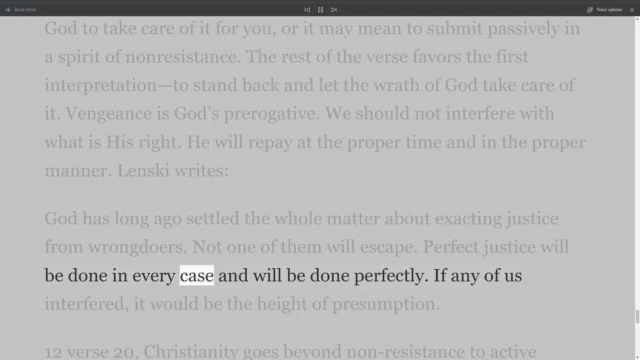 Read aloud
Voice options
God to take care of it for you, or it may mean to submit passively in
a spirit of nonresistance. The rest of the verse favors the first
interpretation—to stand back and let the wrath of God take care of
it. Vengeance is God's prerogative. We should not interfere with
what is His right. He will repay at the proper time and in the proper
manner. Lenski writes:
God has long ago settled the whole matter about exacting justice
from wrongdoers. Not one of them will escape. Perfect justice will
be done in every case and will be done perfectly. If any of us
interfered, it would be the height of presumption.
12 verse 20, Christianity goes beyond non-resistance to active